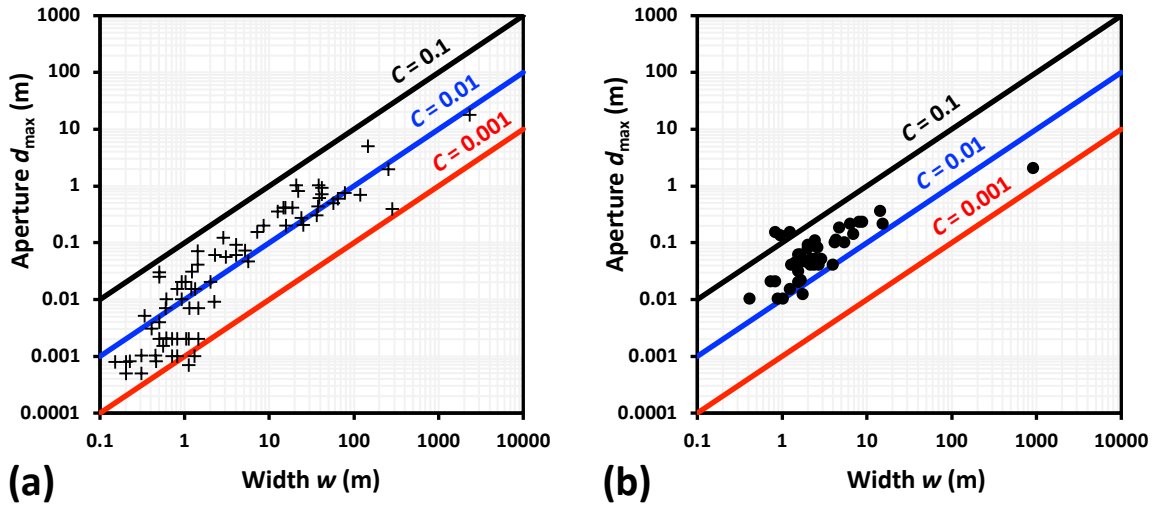 1000
100
10
1
0.1
0.01
0.001
0.0001
Aperture d_max (m)
C = 0.1
C = 0.01
C = 0.001
0.1 1 10 100 1000 10000
Width w (m)
(a)
1000
100
10
1
0.1
0.01
0.001
0.0001
Aperture d_max (m)
C = 0.1
C = 0.01
C = 0.001
0.1 1 10 100 1000 10000
Width w (m)
(b)